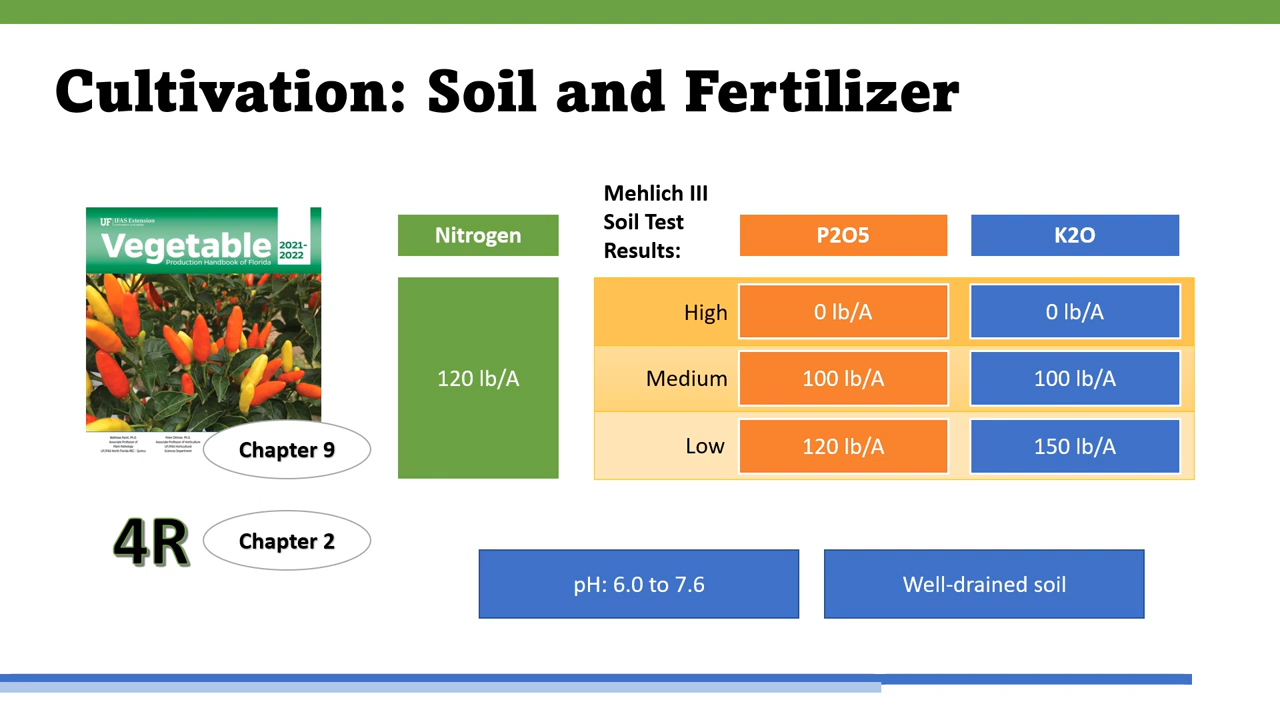 Cultivation: Soil and Fertilizer
UF IFAS Extension
Vegetable
2021-
2022
Production Handbook of Florida
Chapter 9
4R
Chapter 2
Nitrogen
120 lb/A
Mehlich III
Soil Test
Results:
P2O5
K2O
High
0 lb/A
0 lb/A
Medium
100 lb/A
100 lb/A
Low
120 lb/A
150 lb/A
pH: 6.0 to 7.6
Well-drained soil